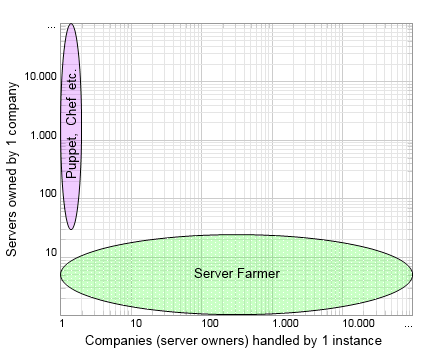 ...
10.000
1.000
100
10
Servers owned by 1 company
Puppet, Chef etc.
Server Farmer
1 10 100 1.000 10.000 ...
Companies (server owners) handled by 1 instance